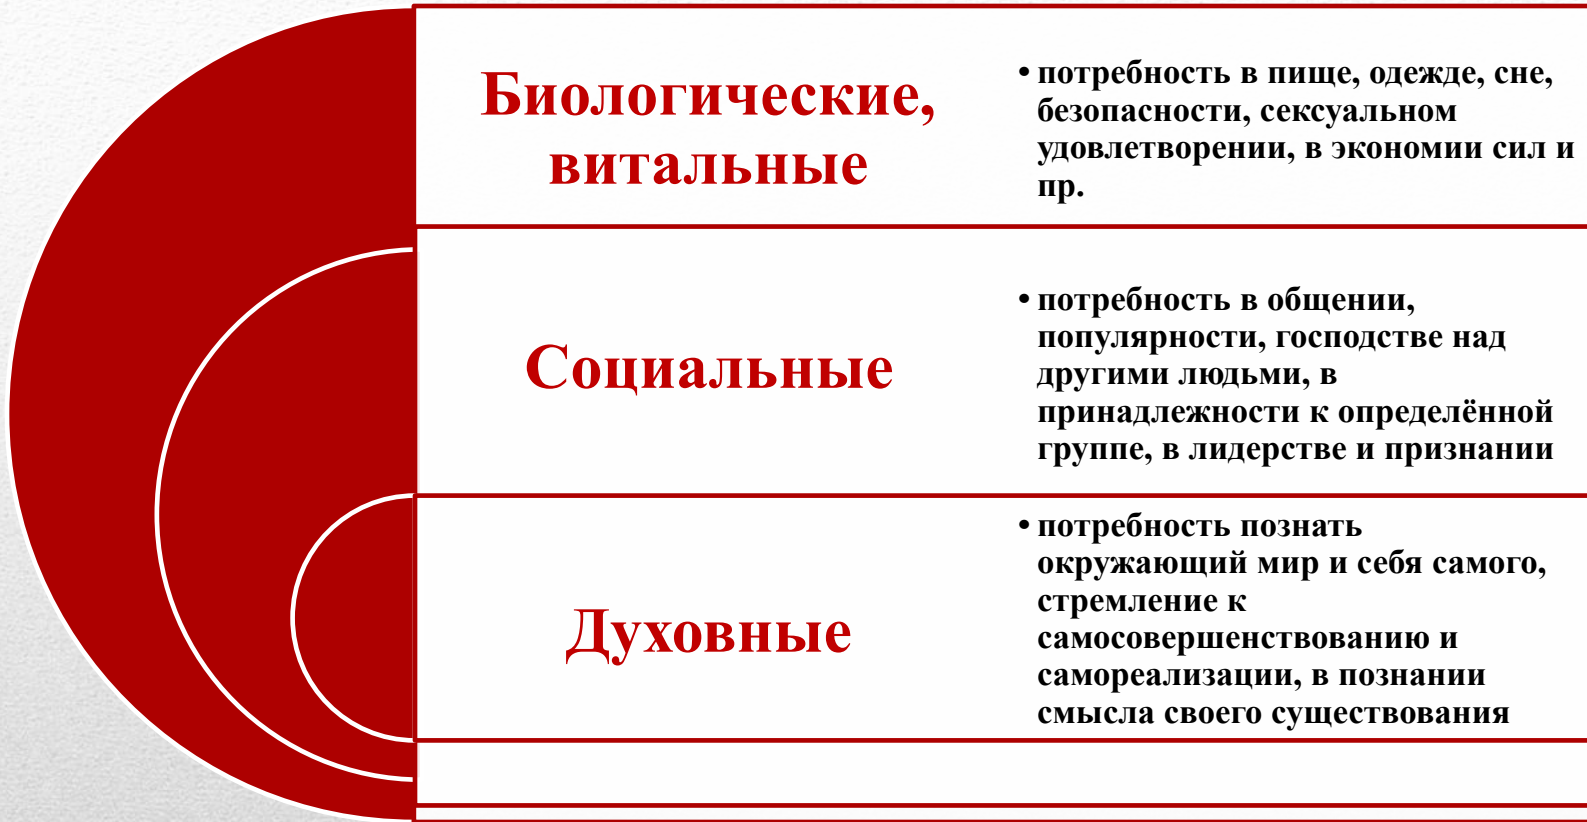 Биологические,
витальные
• потребность в пище, одежде, сне,
безопасности, сексуальном
удовлетворении, в экономии сил и
пр.
Социальные
• потребность в общении,
популярности, господстве над
другими людьми, в
принадлежности к определённой
группе, в лидерстве и признании
Духовные
• потребность познать
окружающий мир и себя самого,
стремление к
самосовершенствованию и
самореализации, в познании
смысла своего существования